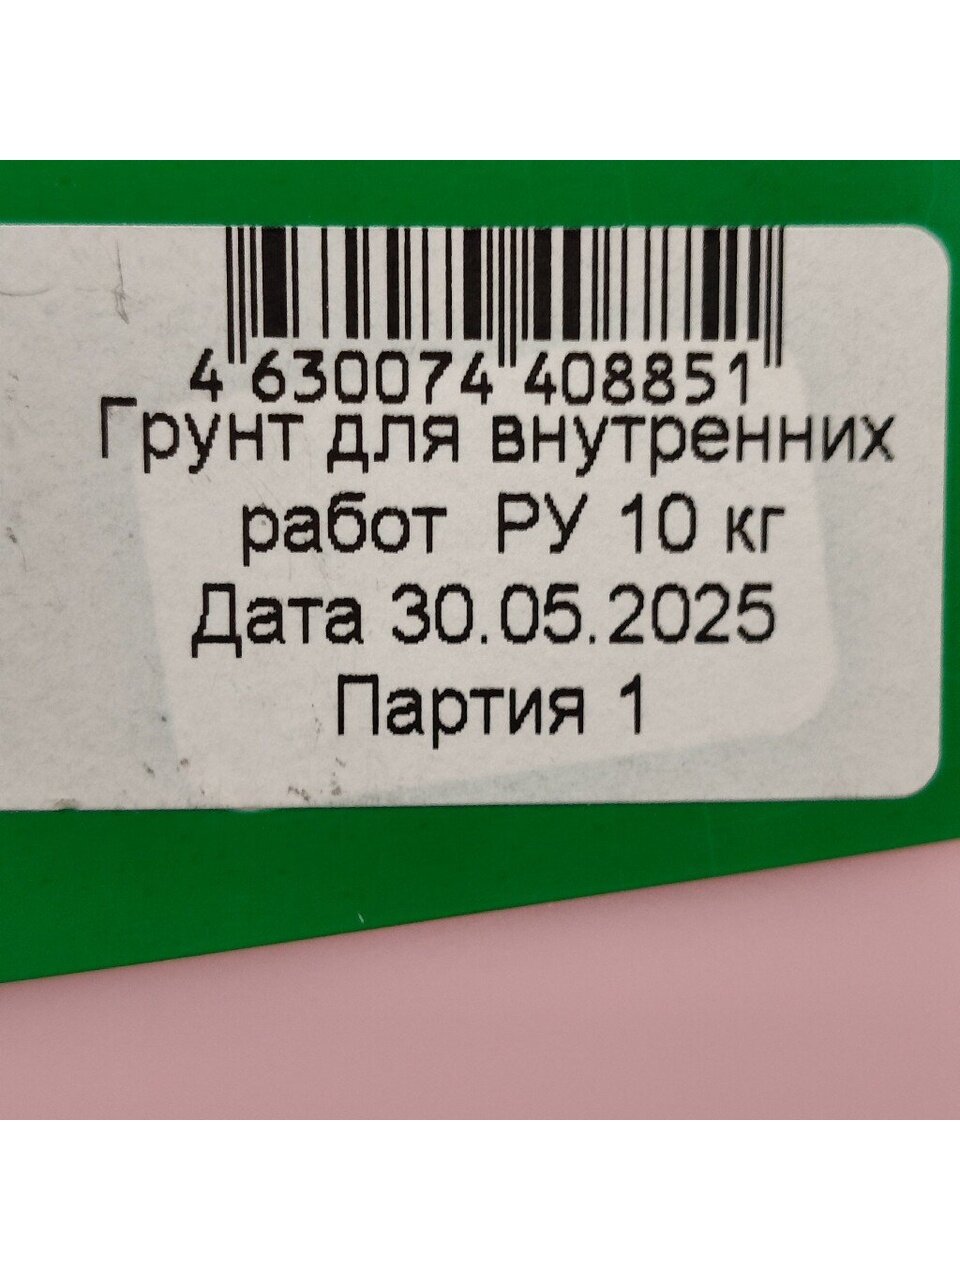 4 630074 408851
Грунт для внутренних
работ РУ 10 кг
Дата 30.05.2025
Партия 1